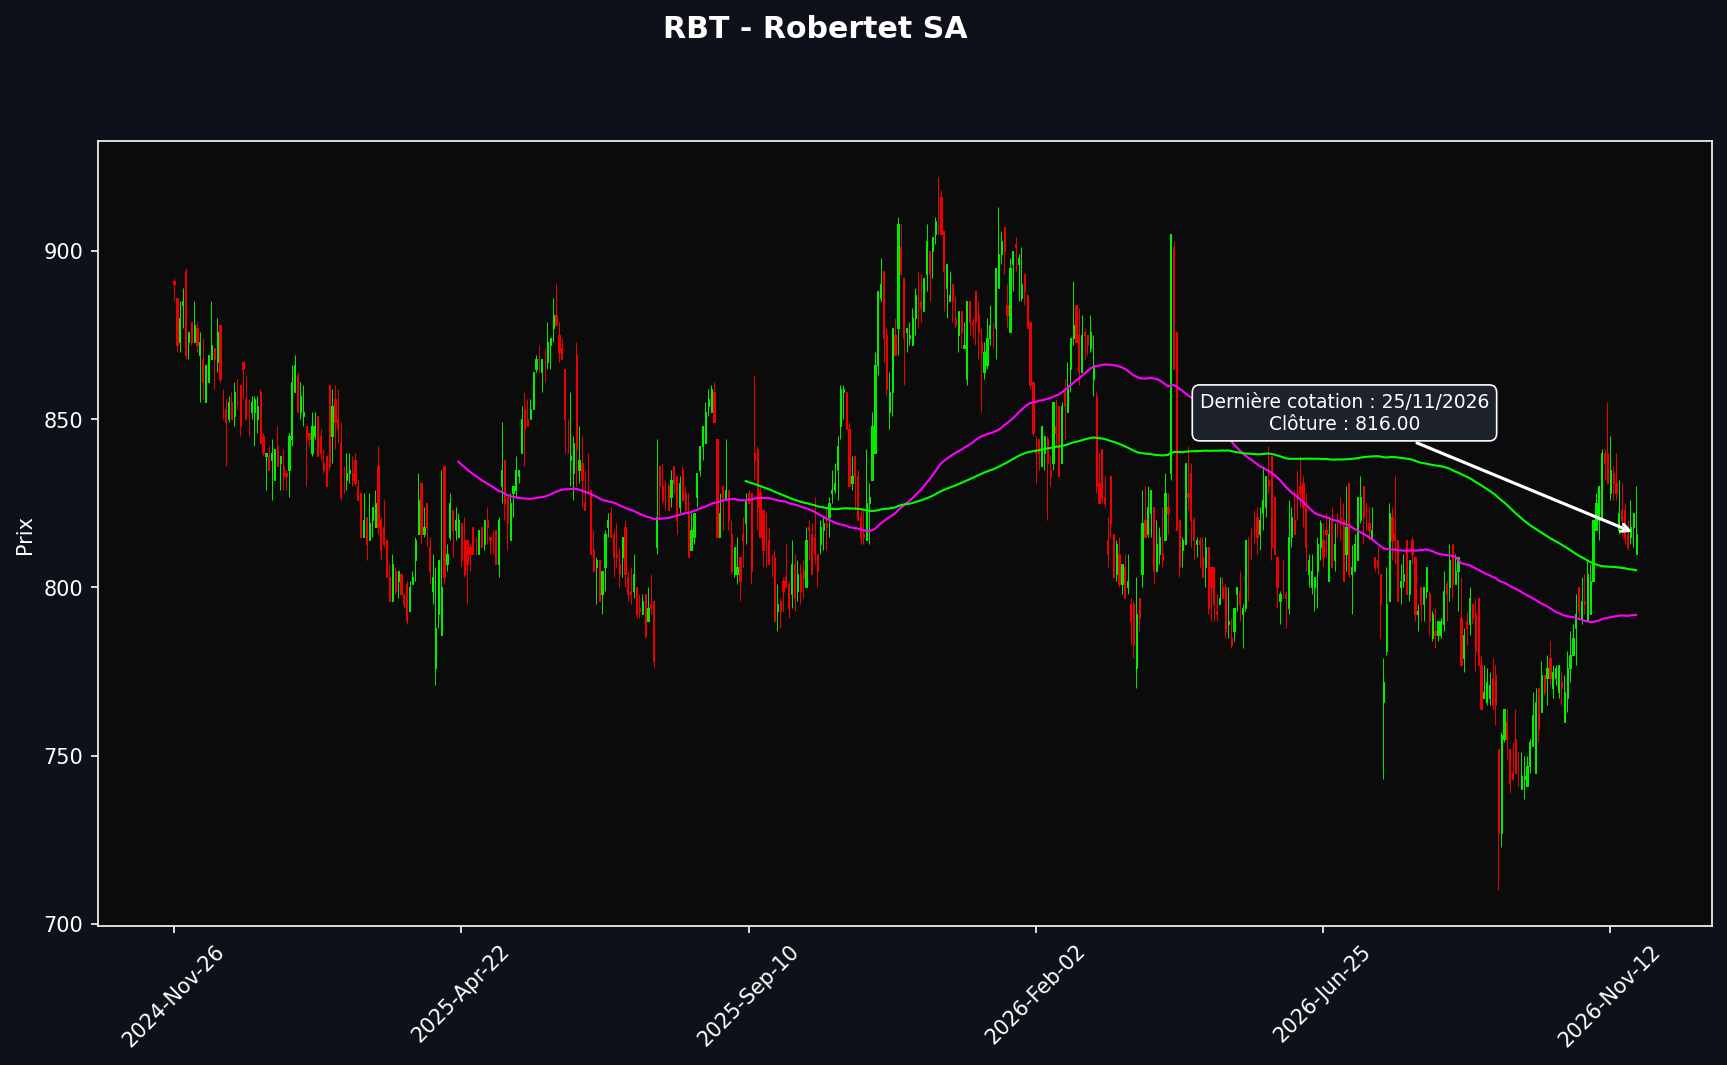 RBT - Robertet SA
Prix
900
850
800
750
700
Dernière cotation : 25/11/2026
Clôture : 816.00
2024-Nov-26
2025-Apr-22
2025-Sep-10
2026-Feb-02
2026-Jun-25
2026-Nov-12